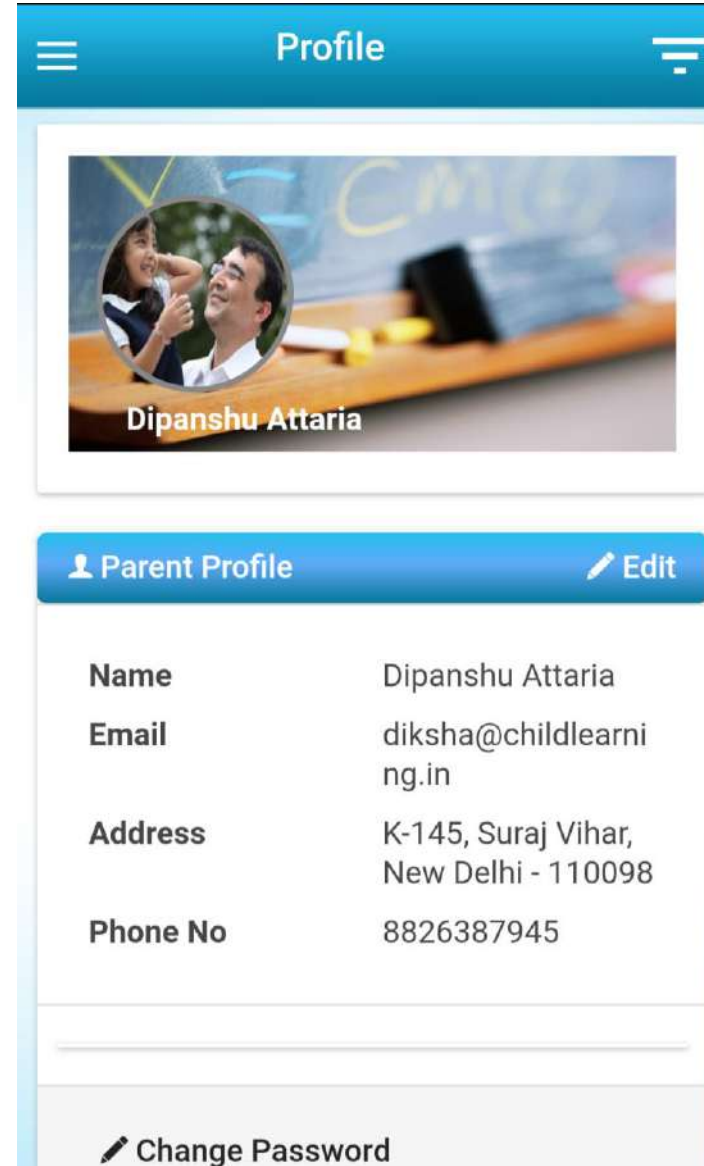 Profile
= CM(t)
Dipanshu Attaria
Parent Profile
Edit
Name
Dipanshu Attaria
Email
diksha@childlearni
ng.in
Address
K-145, Suraj Vihar,
New Delhi - 110098
Phone No
8826387945
Change Password